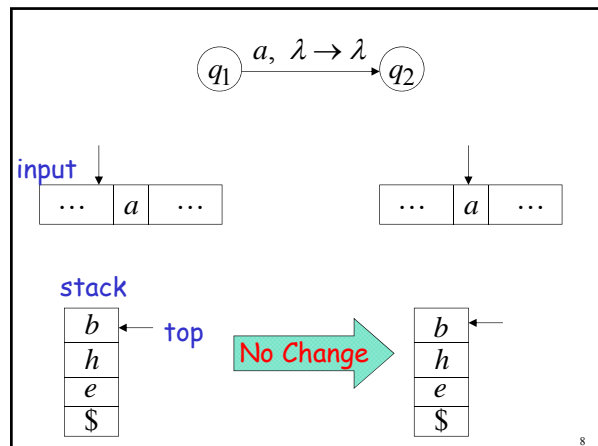 q1 a, λ → λ q2
input
⋯ a ⋯ ⋯ a ⋯
stack
b top b
No Change
h h
e e
$ $
8